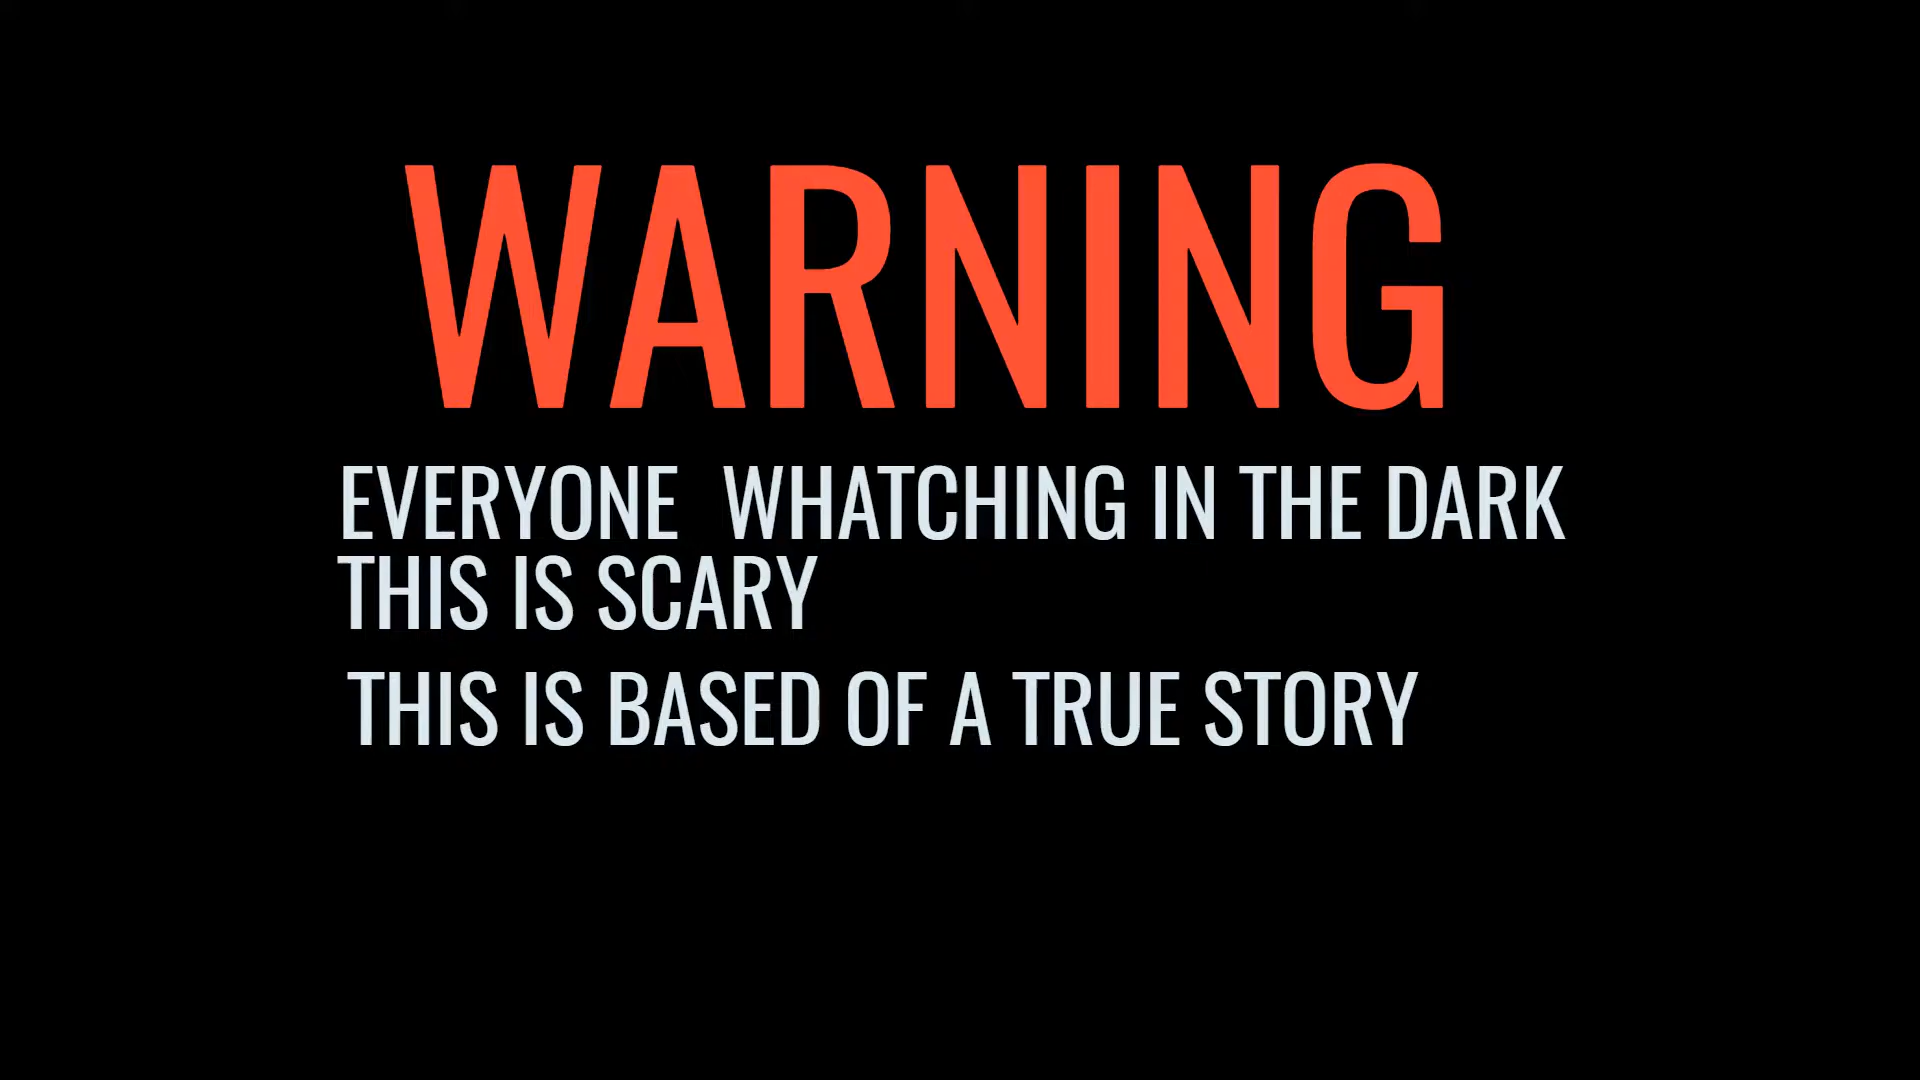 WARNING
EVERYONE  WHATCHING IN THE DARK
THIS IS SCARY
THIS IS BASED OF A TRUE STORY